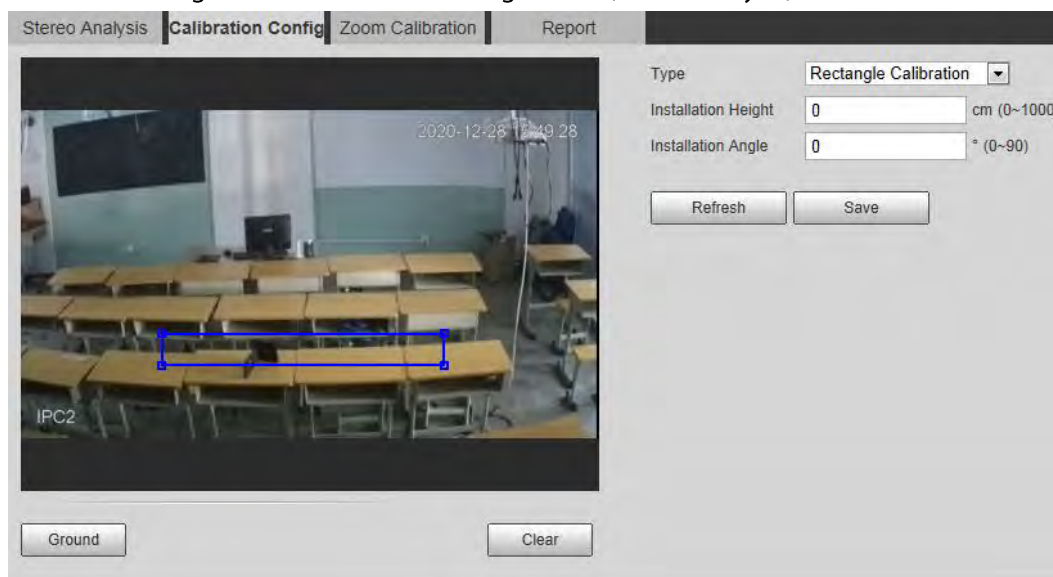 Stereo Analysis Calibration Config Zoom Calibration Report
Type Rectangle Calibration
Installation Height 0 cm (0~1000
Installation Angle 0 ° (0~90)
Refresh Save
2020-12-28
IPC2
Ground Clear